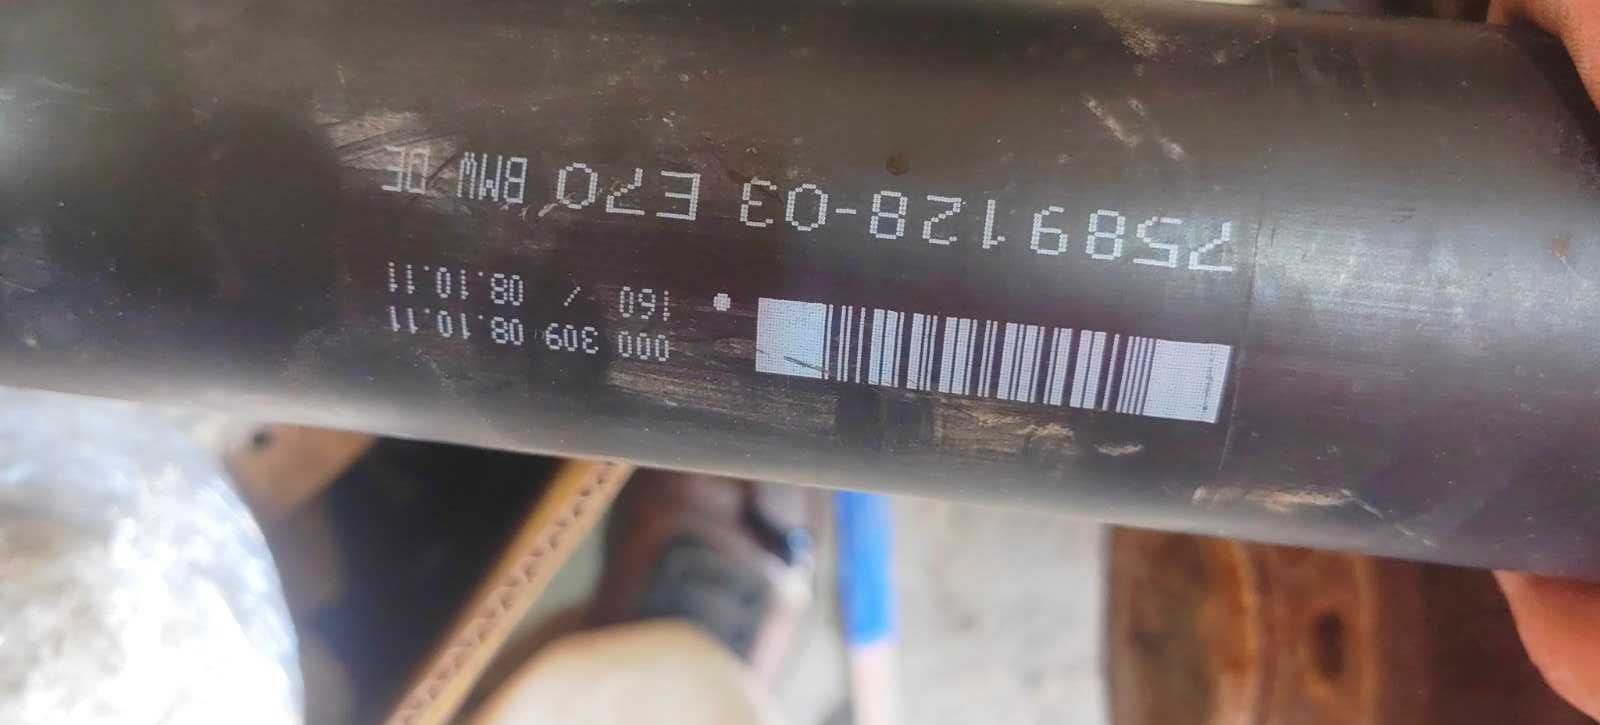 000 309 08.10.11
160 / 08.10.11
7589128-03 E70 BMW DE